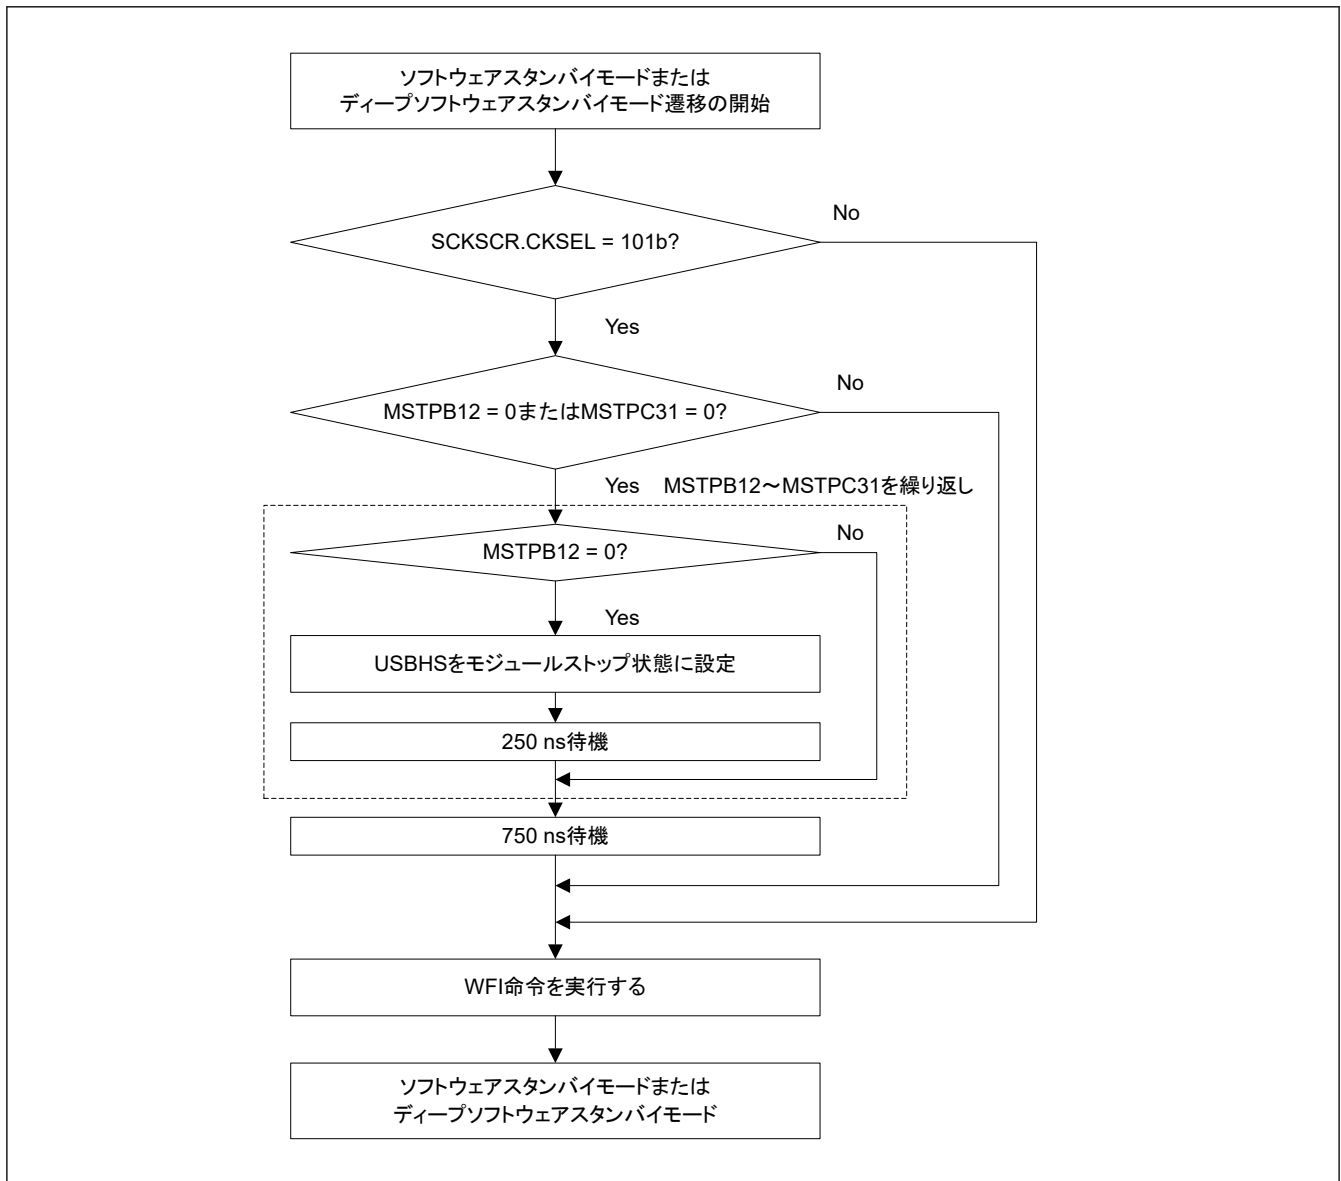 ソフトウェアスタンバイモードまたは
ディープソフトウェアスタンバイモード遷移の開始
SCKSCR.CKSEL = 101b?
No
Yes
MSTPB12 = 0またはMSTPC31 = 0?
No
Yes
MSTPB12～MSTPC31を繰り返し
MSTPB12 = 0?
No
Yes
USBHSをモジュールストップ状態に設定
250 ns待機
750 ns待機
WFI命令を実行する
ソフトウェアスタンバイモードまたは
ディープソフトウェアスタンバイモード